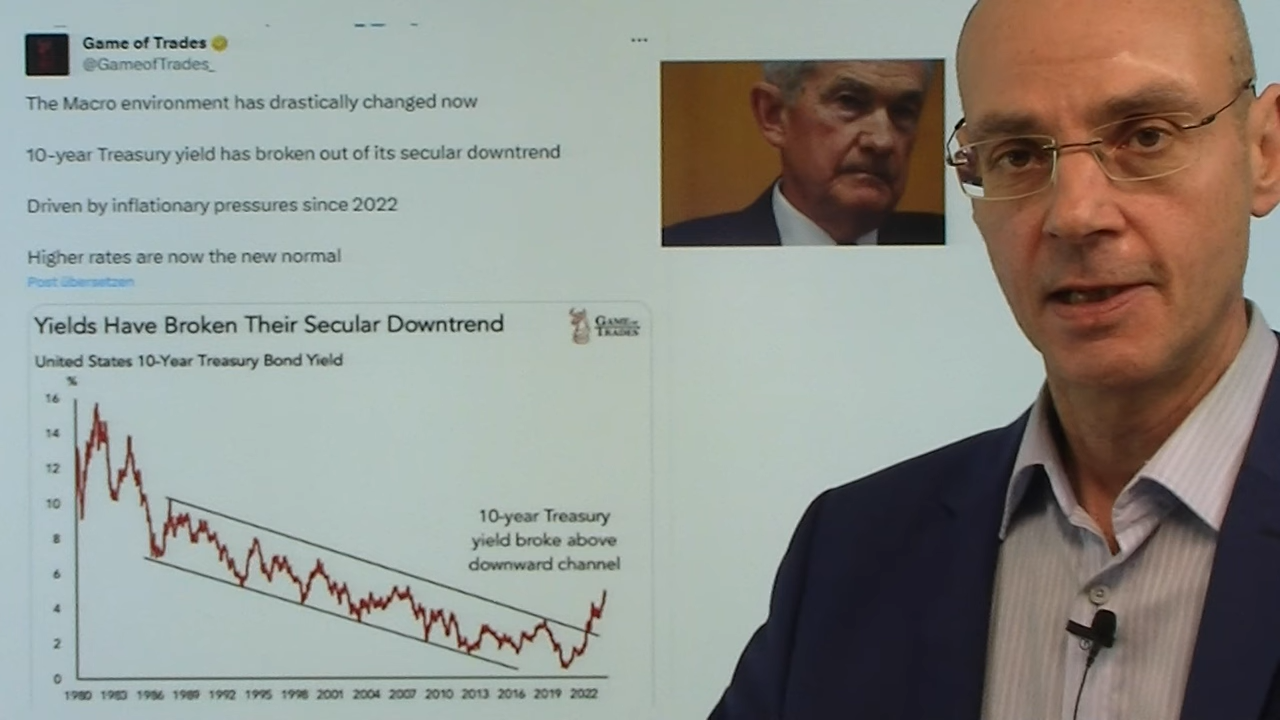 Game of Trades
@GameofTrades_
The Macro environment has drastically changed now
10-year Treasury yield has broken out of its secular downtrend
Driven by inflationary pressures since 2022
Higher rates are now the new normal
Post übersetzen
Yields Have Broken Their Secular Downtrend
GAME OF TRADES
United States 10-Year Treasury Bond Yield
%
16
14
12
10
8
6
4
2
0
10-year Treasury
yield broke above
downward channel
1980 1983 1986 1989 1992 1995 1998 2001 2004 2007 2010 2013 2016 2019 2022